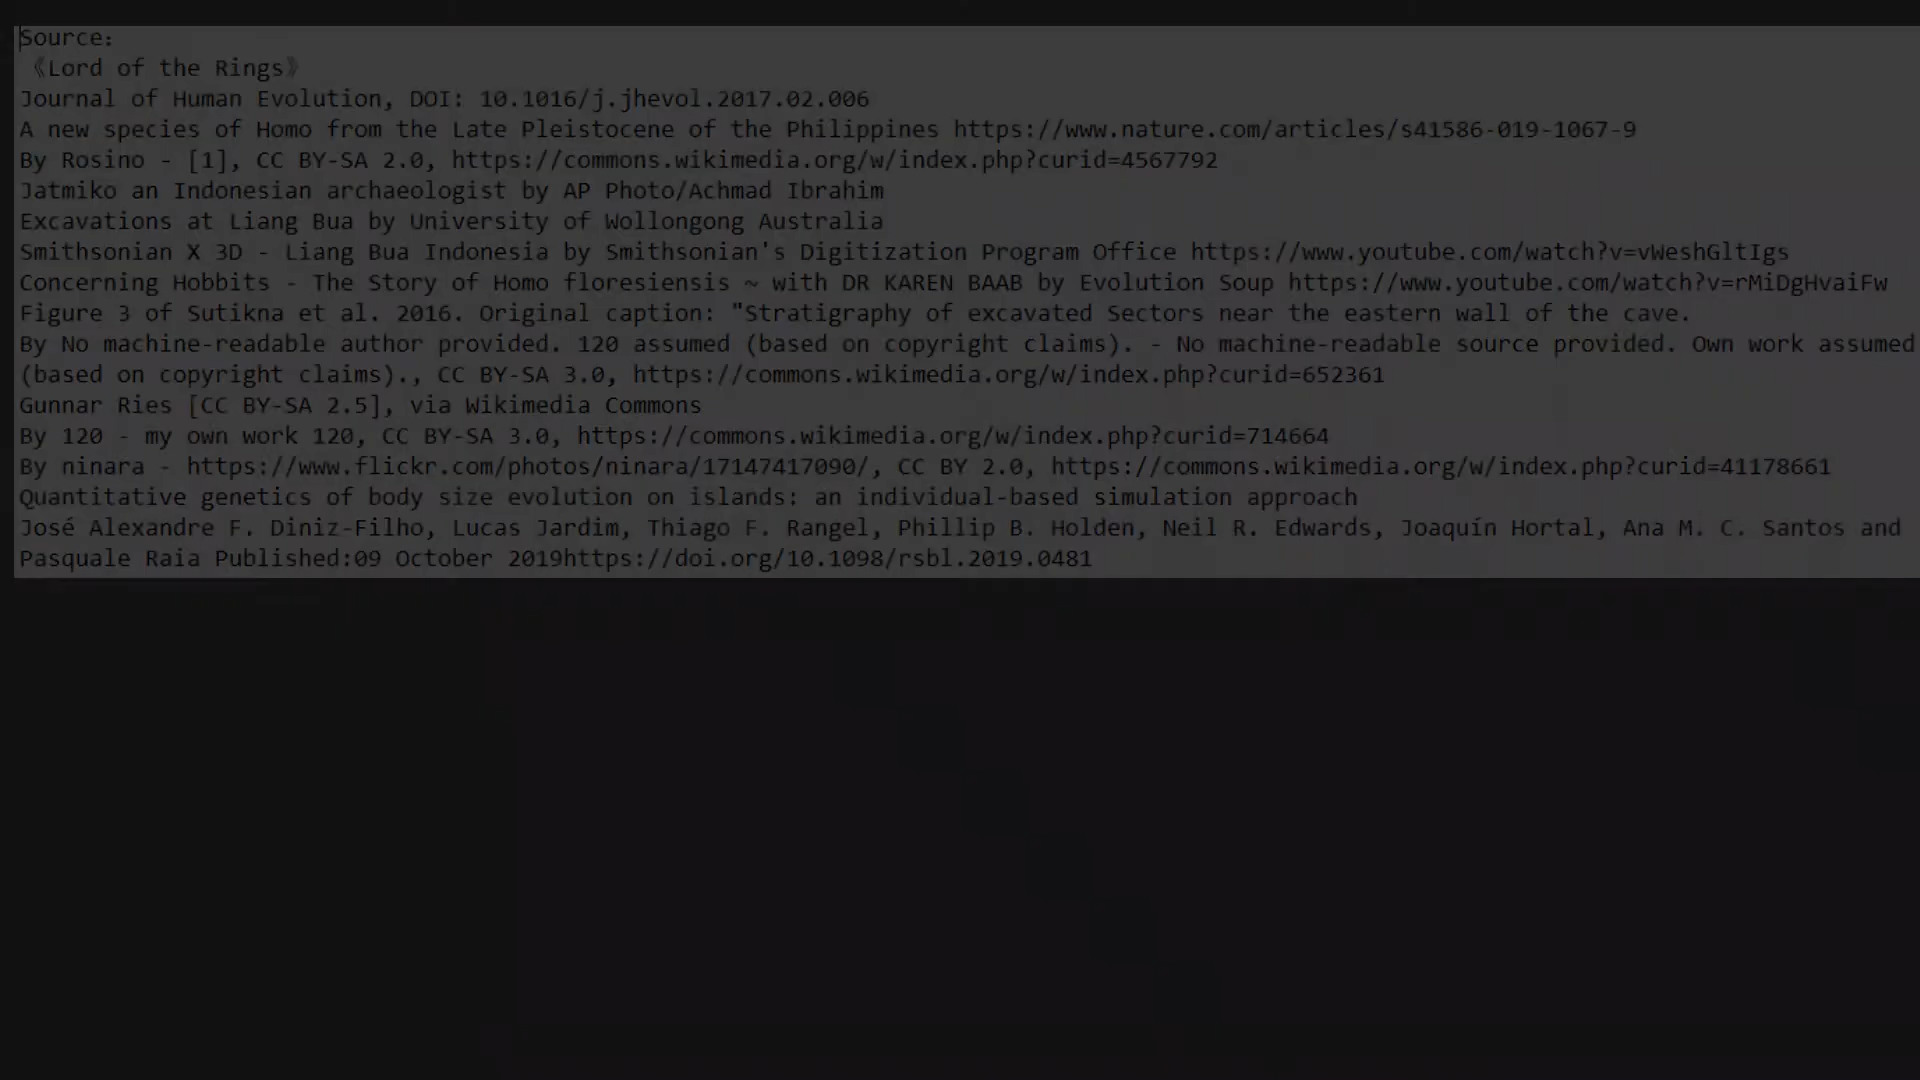 Source:
《Lord of the Rings》
Journal of Human Evolution, DOI: 10.1016/j.jhevol.2017.02.006
A new species of Homo from the Late Pleistocene of the Philippines https://www.nature.com/articles/s41586-019-1067-9
By Rosino - [1], CC BY-SA 2.0, https://commons.wikimedia.org/w/index.php?curid=4567792
Jatmiko an Indonesian archaeologist by AP Photo/Achmad Ibrahim
Excavations at Liang Bua by University of Wollongong Australia
Smithsonian X 3D - Liang Bua Indonesia by Smithsonian's Digitization Program Office https://www.youtube.com/watch?v=vWeshGltIgs
Concerning Hobbits - The Story of Homo floresiensis ~ with DR KAREN BAAB by Evolution Soup https://www.youtube.com/watch?v=rMiDgHvaiFw
Figure 3 of Sutikna et al. 2016. Original caption: "Stratigraphy of excavated Sectors near the eastern wall of the cave.
By No machine-readable author provided. 120 assumed (based on copyright claims). - No machine-readable source provided. Own work assumed
(based on copyright claims)., CC BY-SA 3.0, https://commons.wikimedia.org/w/index.php?curid=652361
Gunnar Ries [CC BY-SA 2.5], via Wikimedia Commons
By 120 - my own work 120, CC BY-SA 3.0, https://commons.wikimedia.org/w/index.php?curid=714664
By ninara - https://www.flickr.com/photos/ninara/17147417090/, CC BY 2.0, https://commons.wikimedia.org/w/index.php?curid=41178661
Quantitative genetics of body size evolution on islands: an individual-based simulation approach
José Alexandre F. Diniz-Filho, Lucas Jardim, Thiago F. Rangel, Phillip B. Holden, Neil R. Edwards, Joaquín Hortal, Ana M. C. Santos and
Pasquale Raia Published:09 October 2019https://doi.org/10.1098/rsbl.2019.0481